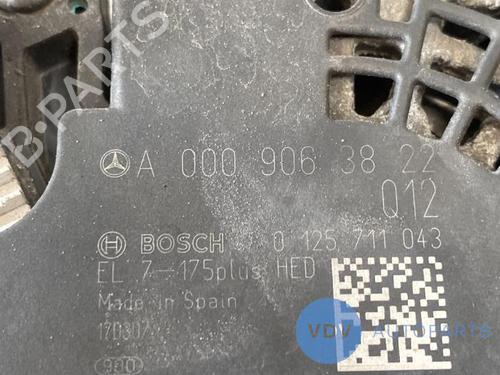 B-PARTS
A 000 906 38 22
Q12
BOSCH 0 125 711 043
EL 7-175plus HED
Made in Spain
170307
VDV AUTOPARTS